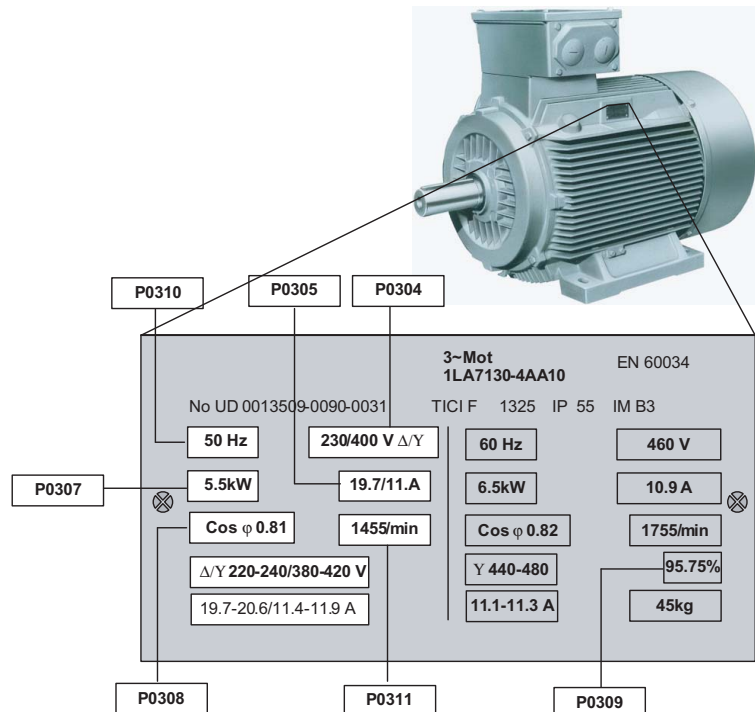 P0310 P0305 P0304
3~Mot
1LA7130-4AA10
EN 60034
No UD 0013509-0090-0031 TICI F 1325 IP 55 IM B3
50 Hz 230/400 V Δ/Y 60 Hz 460 V
P0307
5.5kW 19.7/11.A 6.5kW 10.9 A
Cos φ 0.81 1455/min Cos φ 0.82 1755/min
Δ/Y 220-240/380-420 V Y 440-480 95.75%
19.7-20.6/11.4-11.9 A 11.1-11.3 A 45kg
P0308 P0311 P0309